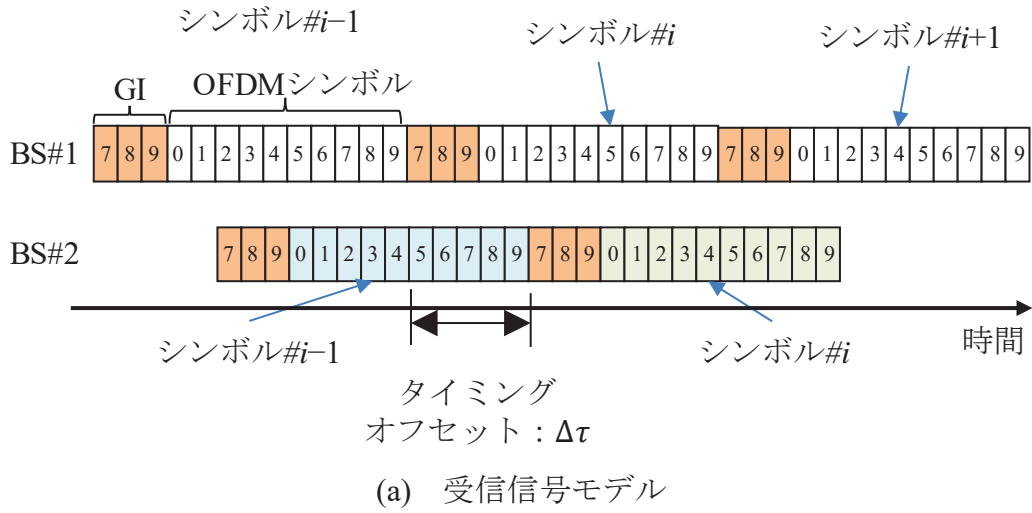 シンボル#i−1
シンボル#i
シンボル#i+1
GI
OFDMシンボル
BS#1
7 8 9 0 1 2 3 4 5 6 7 8 9 7 8 9 0 1 2 3 4 5 6 7 8 9 7 8 9 0 1 2 3 4 5 6 7 8 9
BS#2
7 8 9 0 1 2 3 4 5 6 7 8 9 7 8 9 0 1 2 3 4 5 6 7 8 9
シンボル#i−1
シンボル#i
時間
タイミング
オフセット：Δτ
(a) 受信信号モデル